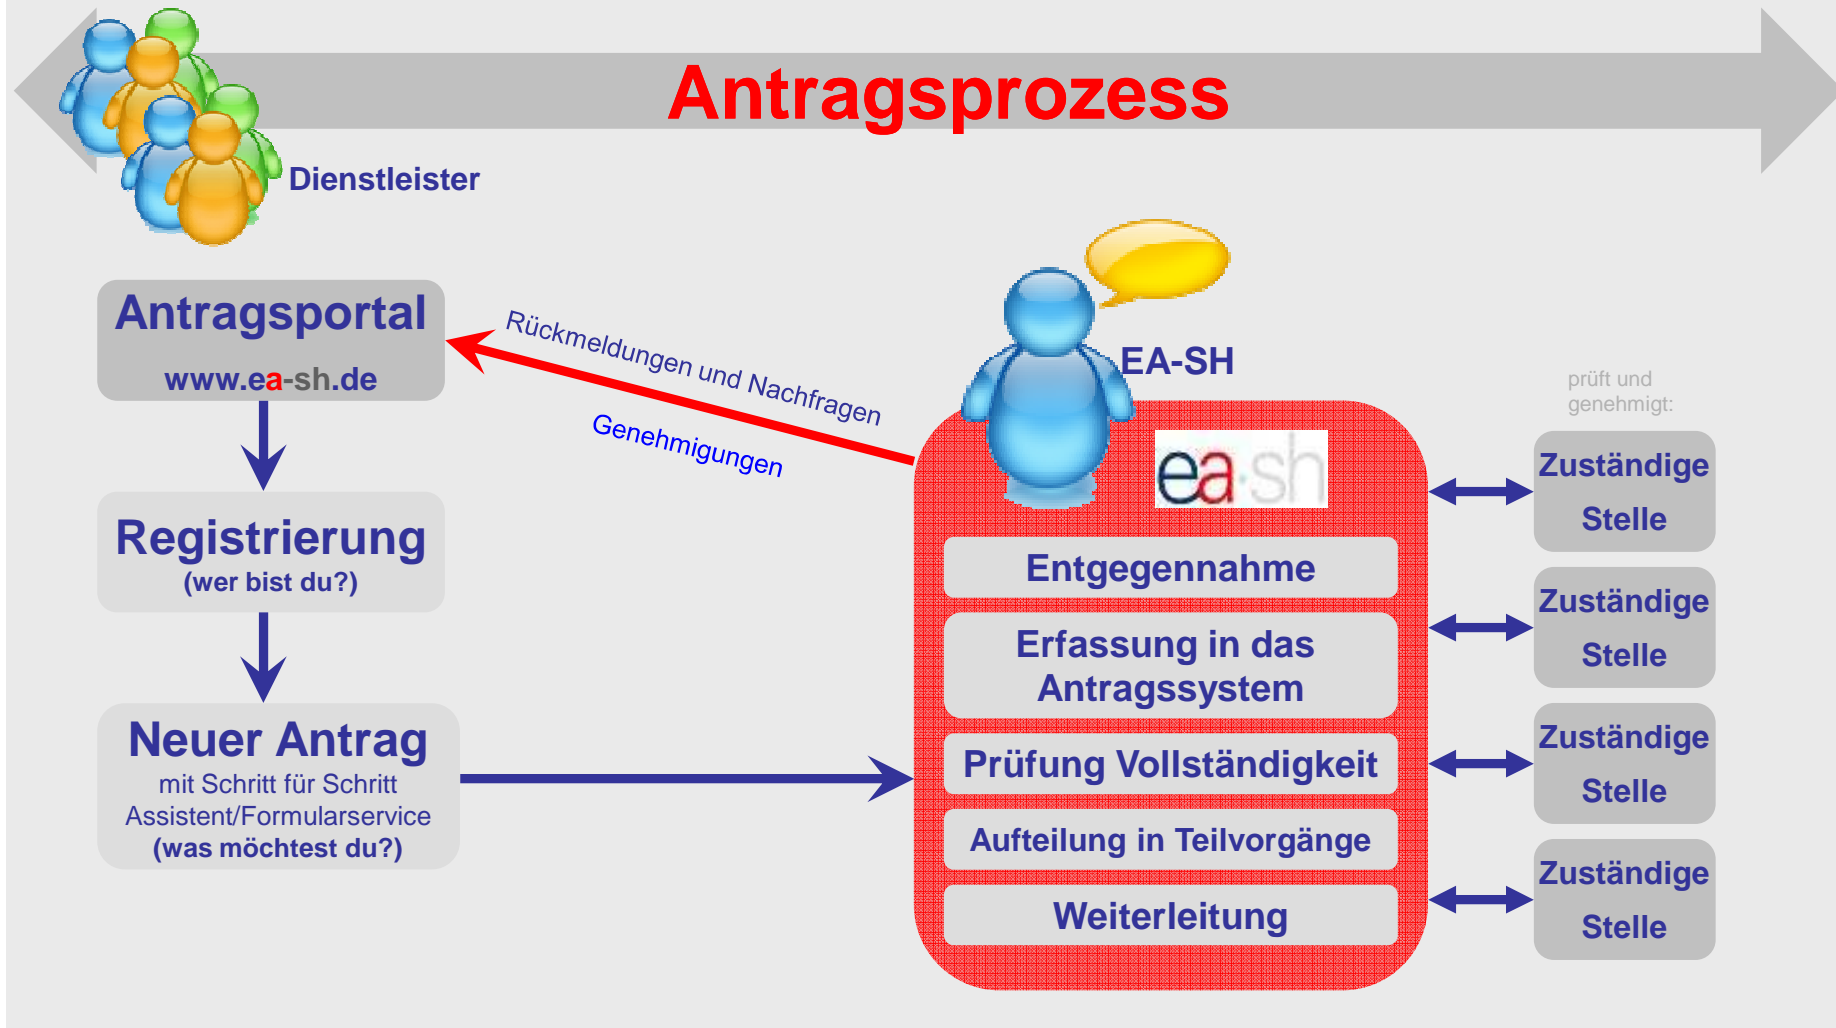 Antragsprozess
Dienstleister
Antragsportal
www.ea-sh.de
Registrierung
(wer bist du?)
Neuer Antrag
mit Schritt für Schritt
Assistent/Formularservice
(was möchtest du?)
Rückmeldungen und Nachfragen
Genehmigungen
EA-SH
ea·sh
Entgegennahme
Erfassung in das
Antragssystem
Prüfung Vollständigkeit
Aufteilung in Teilvorgänge
Weiterleitung
prüft und
genehmigt:
Zuständige
Stelle
Zuständige
Stelle
Zuständige
Stelle
Zuständige
Stelle